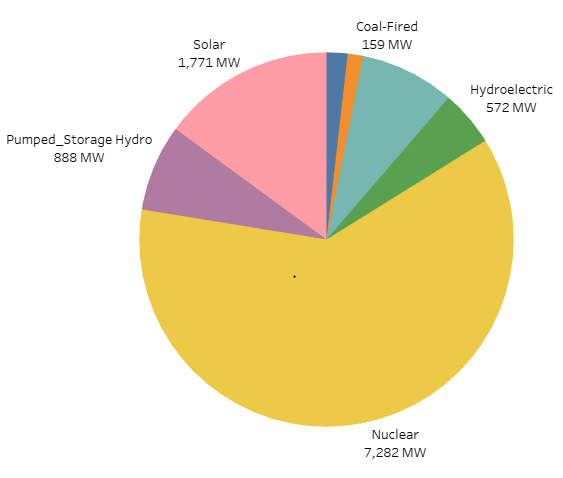 Coal-Fired
159 MW
Solar
1,771 MW
Hydroelectric
572 MW
Pumped_Storage Hydro
888 MW
Nuclear
7,282 MW